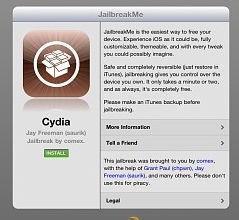 JailbreakMe
Cydia
Jay Freeman (saurik)
Jailbreak by comex.
INSTALL
JailbreakMe is the easiest way to free your
device. Experience iOS as it could be, fully
customizable, themeable, and with every tweak
you could possibly imagine.
Safe and completely reversible (just restore in
iTunes), jailbreaking gives you control over the
device you own. It only takes a minute or two,
and as always, it's completely free.
Please make an iTunes backup before
jailbreaking.
More Information
Tell a Friend
This jailbreak was brought to you by comex,
with the help of Grant Paul (chpwn), Jay
Freeman (saurik), and many others. Please don't
use this for piracy.
Legal